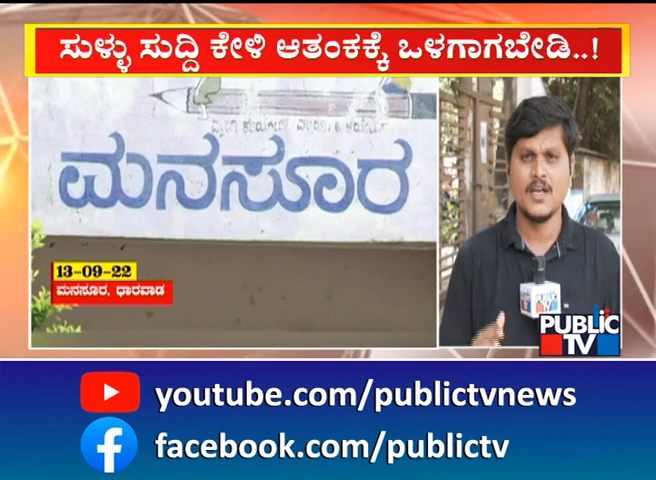 ಸುಳ್ಳು ಸುದ್ದಿ ಕೇಳಿ ಆತಂಕಕ್ಕೆ ಒಳಗಾಗಬೇಡಿ..!
ಮನಸೂರ
13-09-22
ಮನಸೂರ, ಧಾರವಾಡ
PUBLiC
TV
youtube.com/publictvnews
facebook.com/publictv